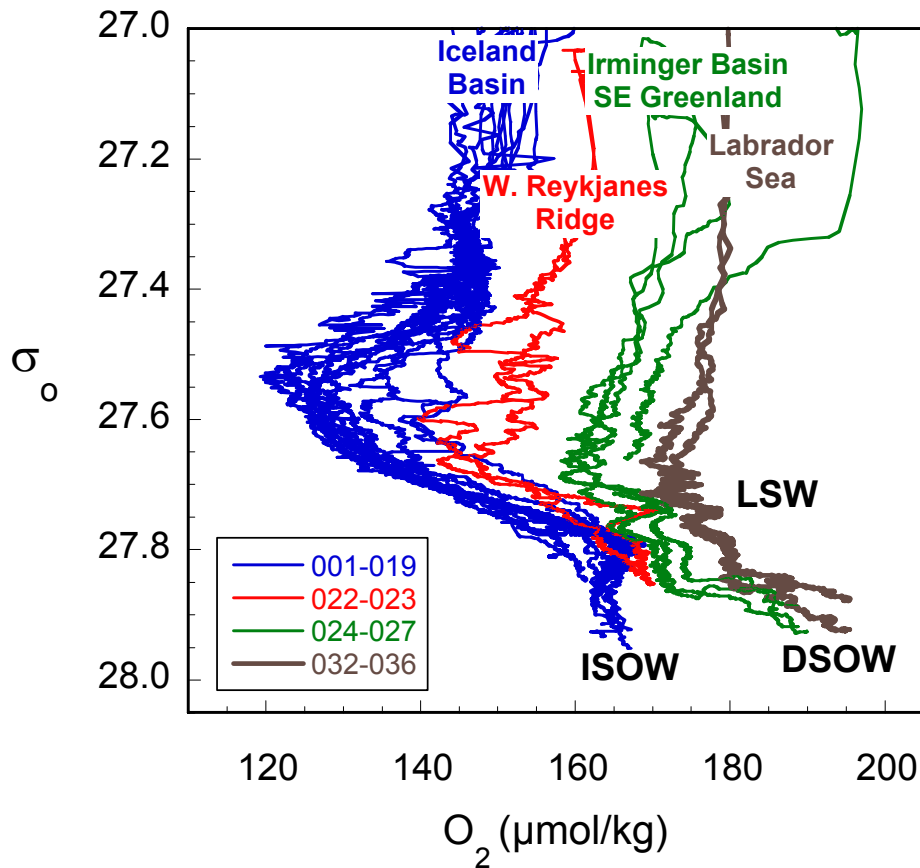 27.0
27.2
27.4
27.6
27.8
28.0
σo
Iceland
Basin
Irminger Basin
SE Greenland
Labrador
Sea
W. Reykjanes
Ridge
LSW
ISOW
DSOW
001-019
022-023
024-027
032-036
120
140
160
180
200
O2 (µmol/kg)